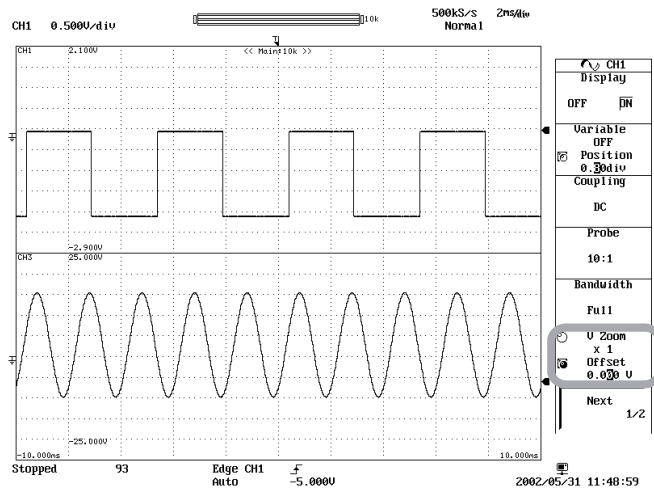 CH1 0.500V/div
10k
500kS/s 2ms/div
Normal
CH1 2.100V
<< Main:10k >>
-2.900V
CH3 25.000V
-25.000V
-10.000ms 10.000ms
Stopped 93 Edge CH1
Auto -5.000V
2002/05/31 11:48:59
CH1
Display
OFF ON
Variable
OFF
Position
0.30div
Coupling
DC
Probe
10:1
Bandwidth
Full
V Zoom
x 1
Offset
0.000 V
Next
1/2